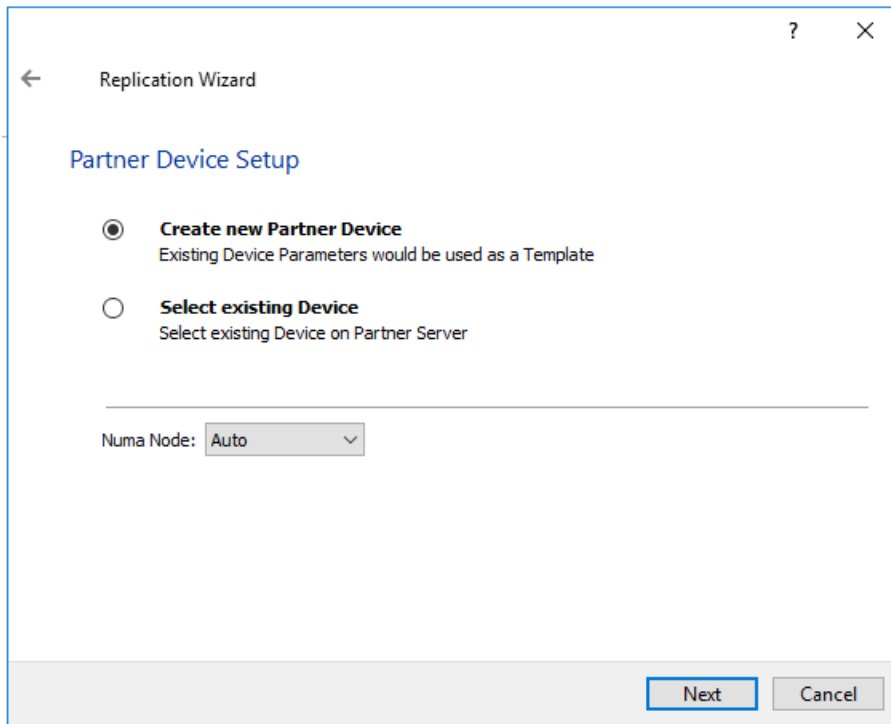 ?
Replication Wizard
Partner Device Setup
Create new Partner Device
Existing Device Parameters would be used as a Template
Select existing Device
Select existing Device on Partner Server
Numa Node: Auto
Next Cancel